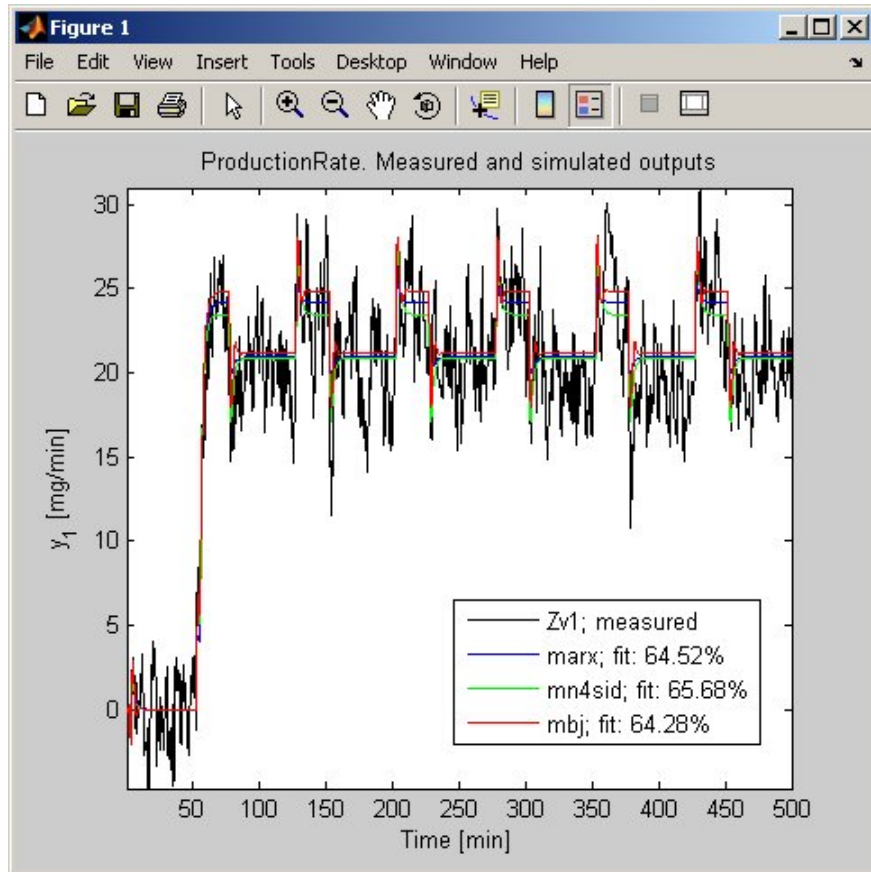 Figure 1
File Edit View Insert Tools Desktop Window Help
ProductionRate. Measured and simulated outputs
30
25
20
15
10
5
0
y1 [mg/min]
Zv1; measured
marx; fit: 64.52%
mn4sid; fit: 65.68%
mbj; fit: 64.28%
50 100 150 200 250 300 350 400 450 500
Time [min]